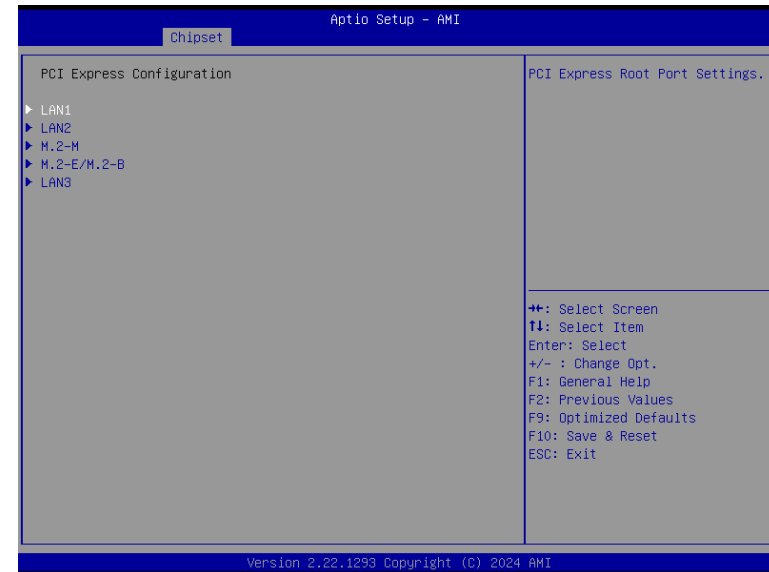 Aptio Setup – AMI
Chipset
PCI Express Configuration
PCI Express Root Port Settings.
▶ LAN1
▶ LAN2
▶ M.2-M
▶ M.2-E/M.2-B
▶ LAN3
→←: Select Screen
↑↓: Select Item
Enter: Select
+/- : Change Opt.
F1: General Help
F2: Previous Values
F9: Optimized Defaults
F10: Save & Reset
ESC: Exit
Version 2.22.1293 Copyright (C) 2024 AMI